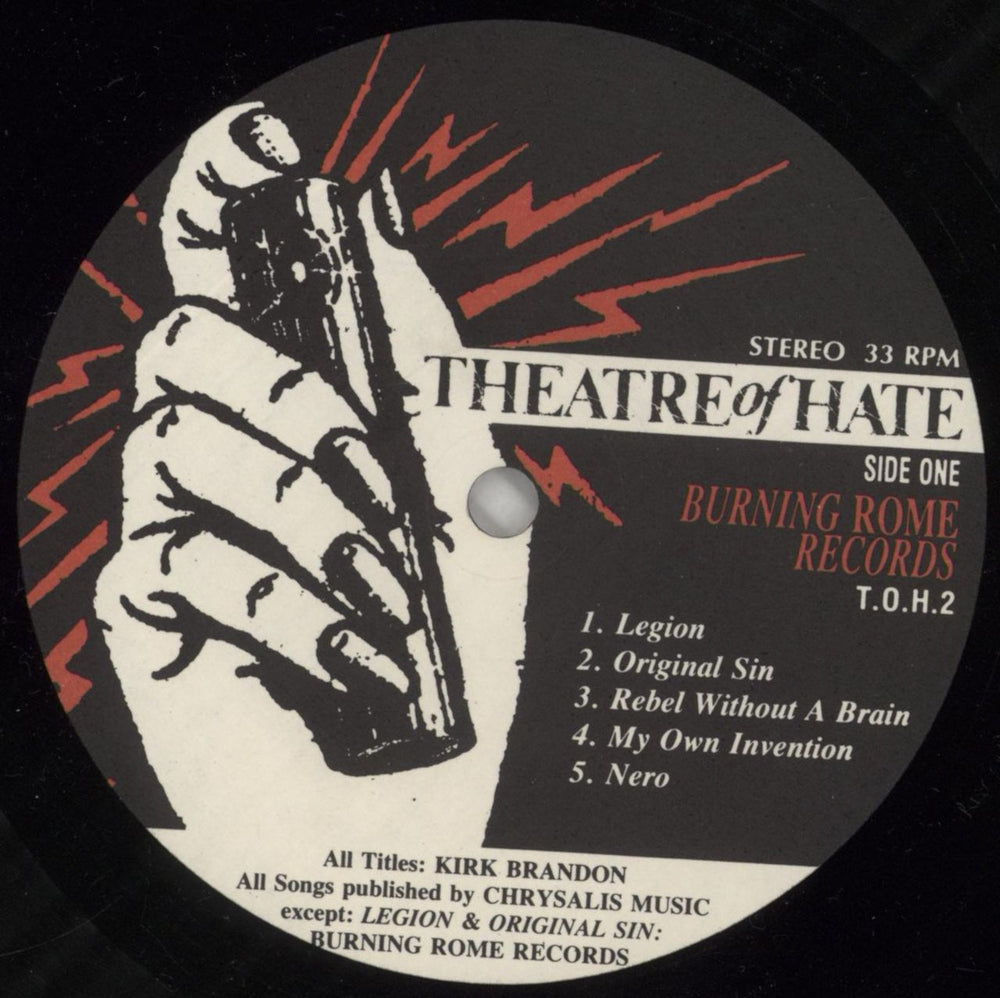 STEREO 33 RPM
THEATRE of HATE
SIDE ONE
BURNING ROME
RECORDS
T.O.H.2
1. Legion
2. Original Sin
3. Rebel Without A Brain
4. My Own Invention
5. Nero
All Titles: KIRK BRANDON
All Songs published by CHRYSALIS MUSIC
except: LEGION & ORIGINAL SIN:
BURNING ROME RECORDS